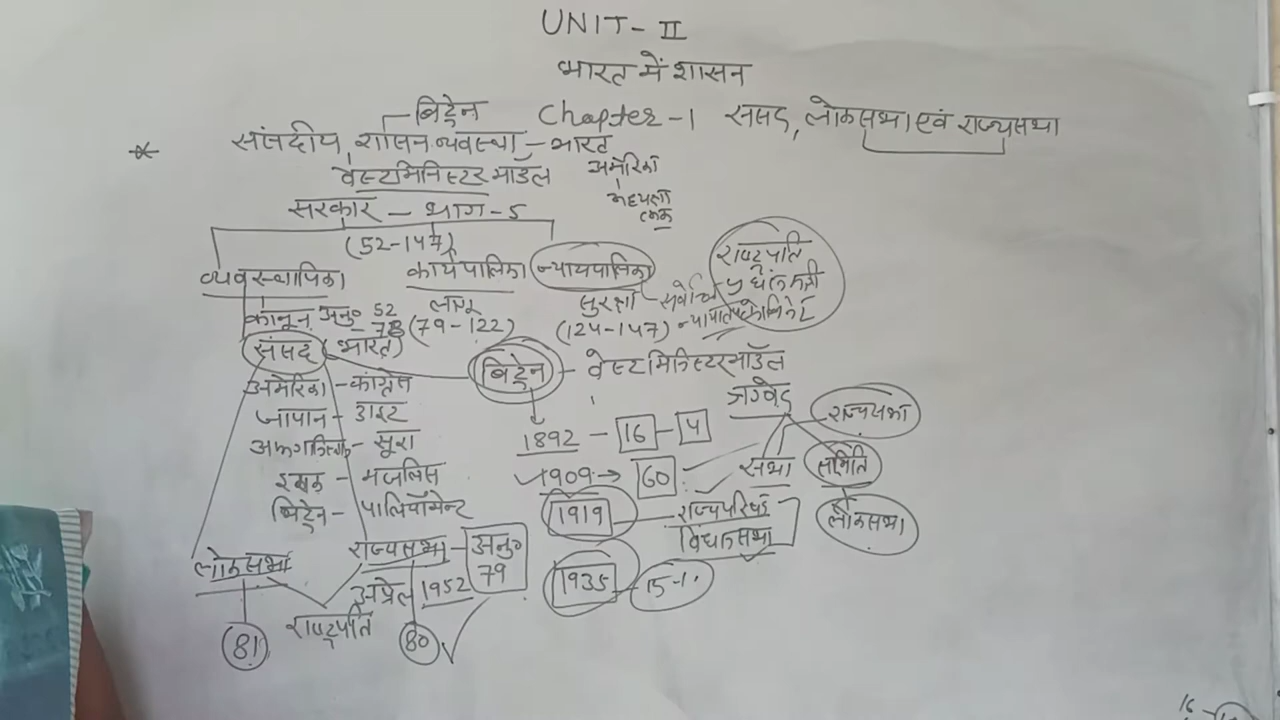 UNIT - II
भारत में शासन
Chapter - 1 संसद, लोकसभा एवं राज्यसभा
ब्रिटेन
* सांसदीय शासन व्यवस्था - भारत
वेस्टमिनिस्टर मॉडल
अमेरिका
सरकार - भाग - 5
(52-147)
व्यवस्थापिका कार्यपालिका न्यायपालिका
राष्ट्रपति
कानून अनु० 52 - 78
लागू
(79-122)
सुरक्षा
सर्वोच्च
(124-147)
संसद (भारत)
ब्रिटेन - वेस्टमिनिस्टर मॉडल
अमेरिका - कांग्रेस
जापान - डाइट
सूरा
मजलिस
ब्रिटेन -
ऋग्वेद
राज्यसभा
सभा
समिति
लोकसभा
1892 - 16 - 4
1909 → 60
1919 - राज्यपरिषद
विधानसभा
1935 - 15-1.
लोकसभा
राज्यसभा - अनु० 79
अप्रैल 1952
राष्ट्रपति
81
80
16 -